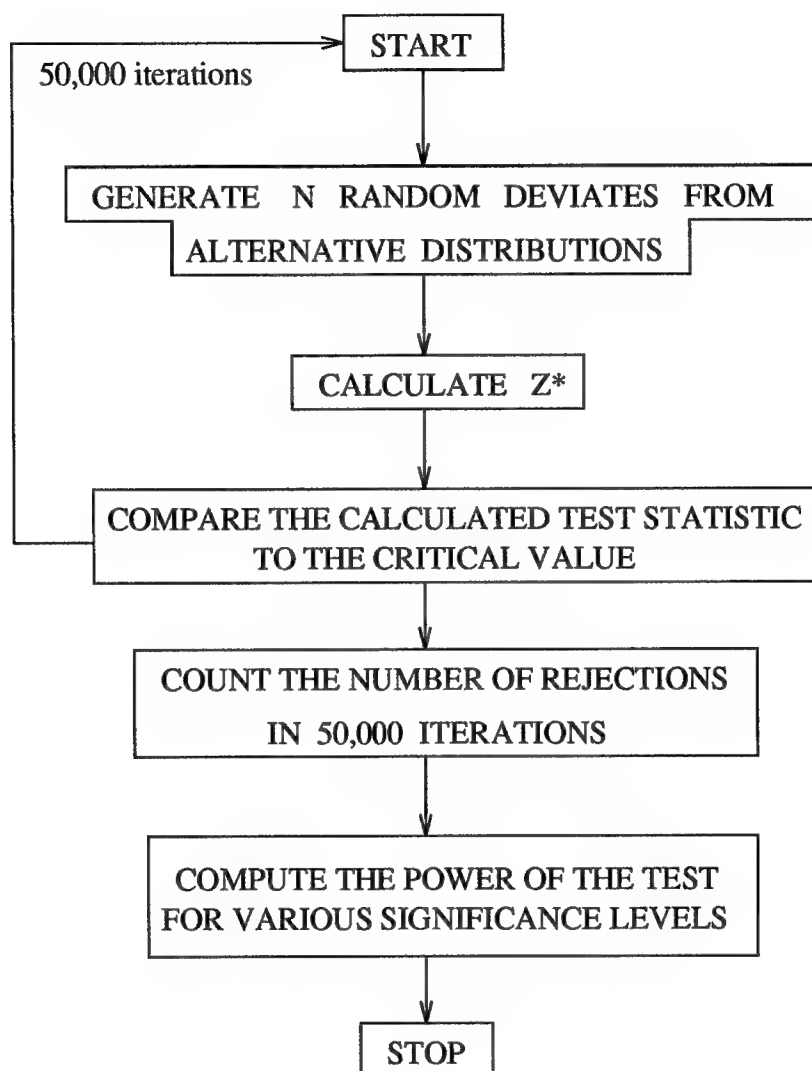 START
50,000 iterations
GENERATE N RANDOM DEVIATES FROM
ALTERNATIVE DISTRIBUTIONS
CALCULATE Z*
COMPARE THE CALCULATED TEST STATISTIC
TO THE CRITICAL VALUE
COUNT THE NUMBER OF REJECTIONS
IN 50,000 ITERATIONS
COMPUTE THE POWER OF THE TEST
FOR VARIOUS SIGNIFICANCE LEVELS
STOP